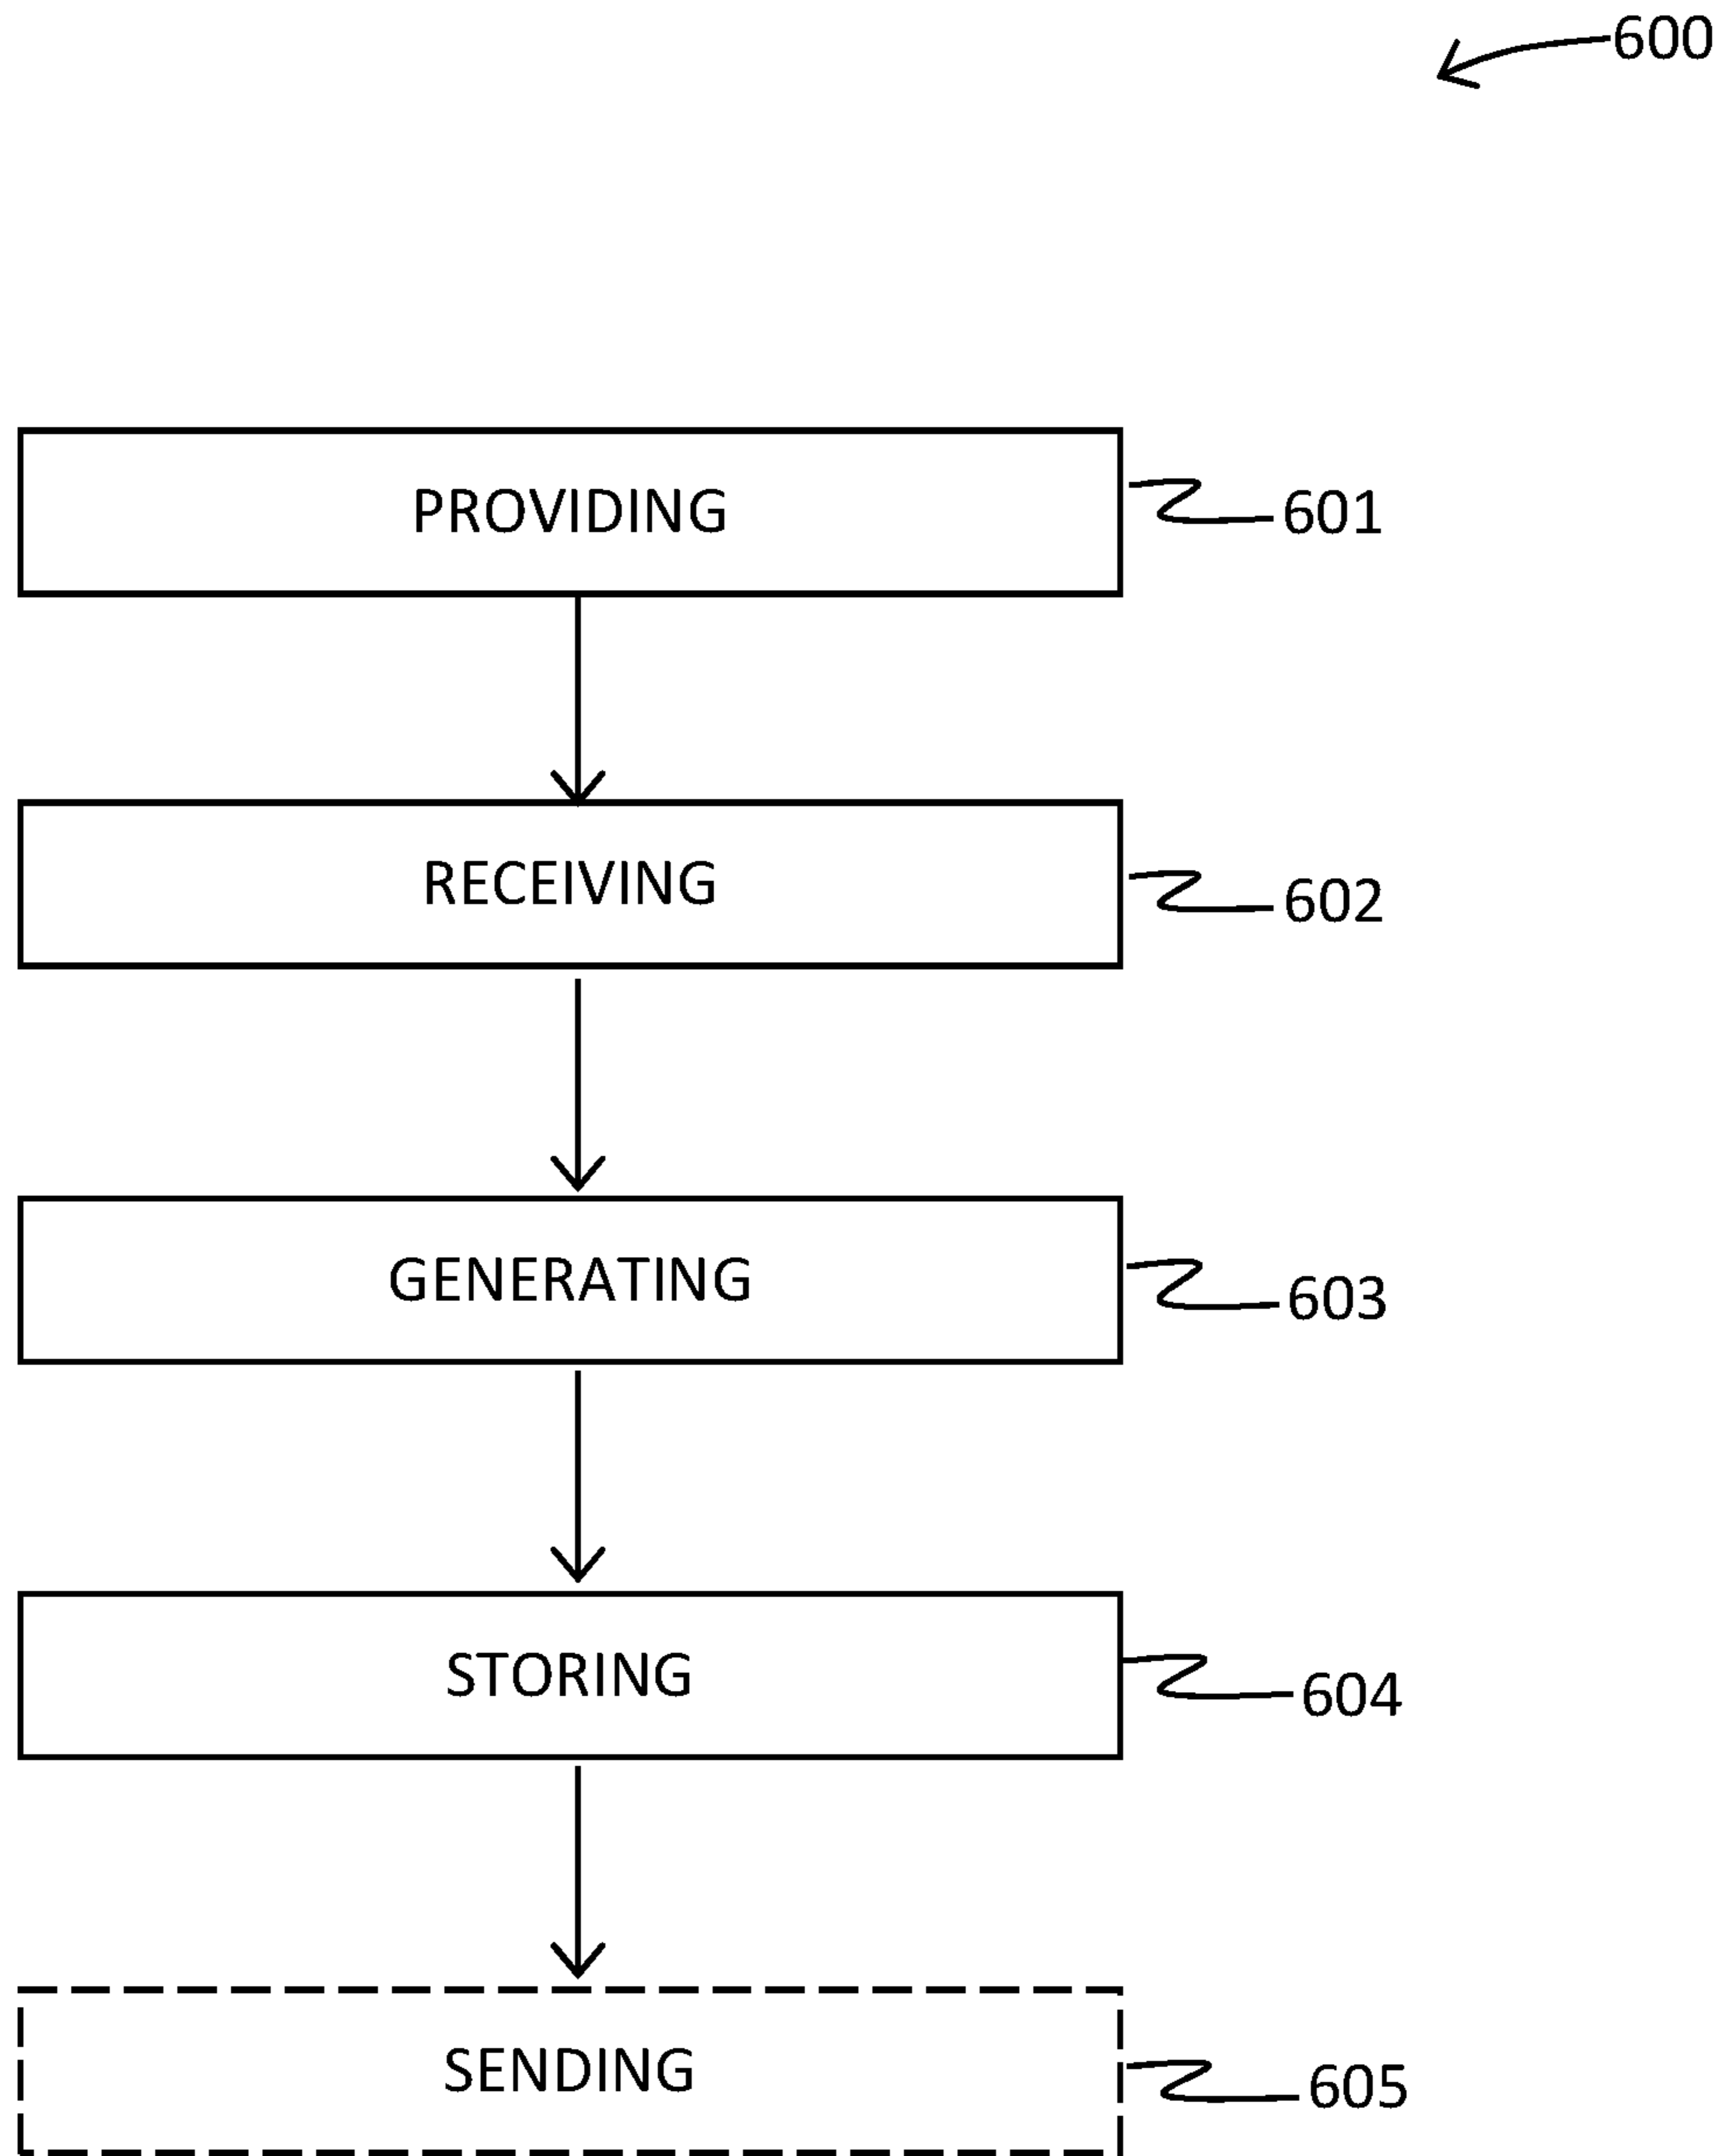 600
PROVIDING
601
RECEIVING
602
GENERATING
603
STORING
604
SENDING
605